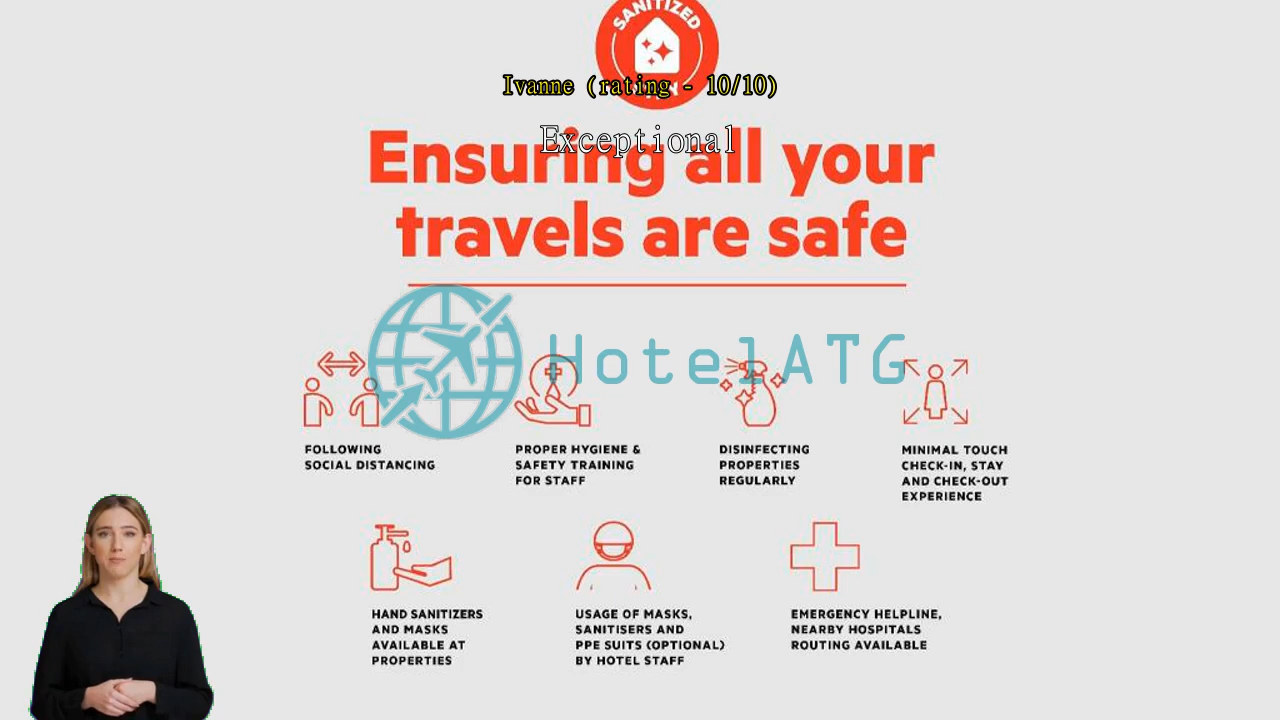 SANITIZED
Ivanne (rating - 10/10)
Exceptional
Ensuring all your
travels are safe
HotelATG
FOLLOWING
SOCIAL DISTANCING
PROPER HYGIENE &
SAFETY TRAINING
FOR STAFF
DISINFECTING
PROPERTIES
REGULARLY
MINIMAL TOUCH
CHECK-IN, STAY
AND CHECK-OUT
EXPERIENCE
HAND SANITIZERS
AND MASKS
AVAILABLE AT
PROPERTIES
USAGE OF MASKS,
SANITISERS AND
PPE SUITS (OPTIONAL)
BY HOTEL STAFF
EMERGENCY HELPLINE,
NEARBY HOSPITALS
ROUTING AVAILABLE